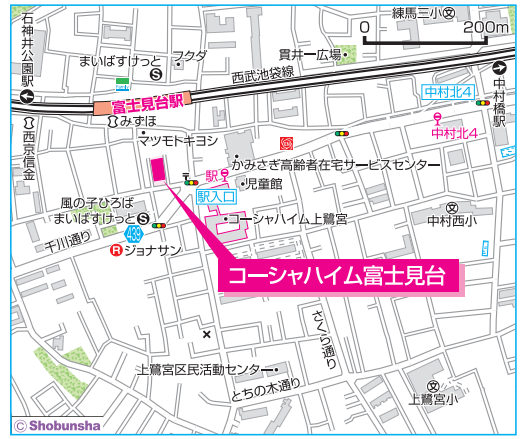 石神井公園駅
練馬三小
文
0
200m
フクダ
貫井一広場
まいばすけっと
S
西武池袋線
富士見台駅
中村北4
中村橋駅
みずほ
西京信金
マツモトキヨシ
中村北4
かみさぎ高齢者在宅サービスセンター
駅
児童館
風の子ひろば
駅入口
まいばすけっと
S
コーシャハイム上鷺宮
文
中村西小
千川通り
439
R
ジョナサン
コーシャハイム富士見台
さくら通り
上鷺宮区民活動センター
とちの木通り
文
上鷺宮小
© Shobunsha